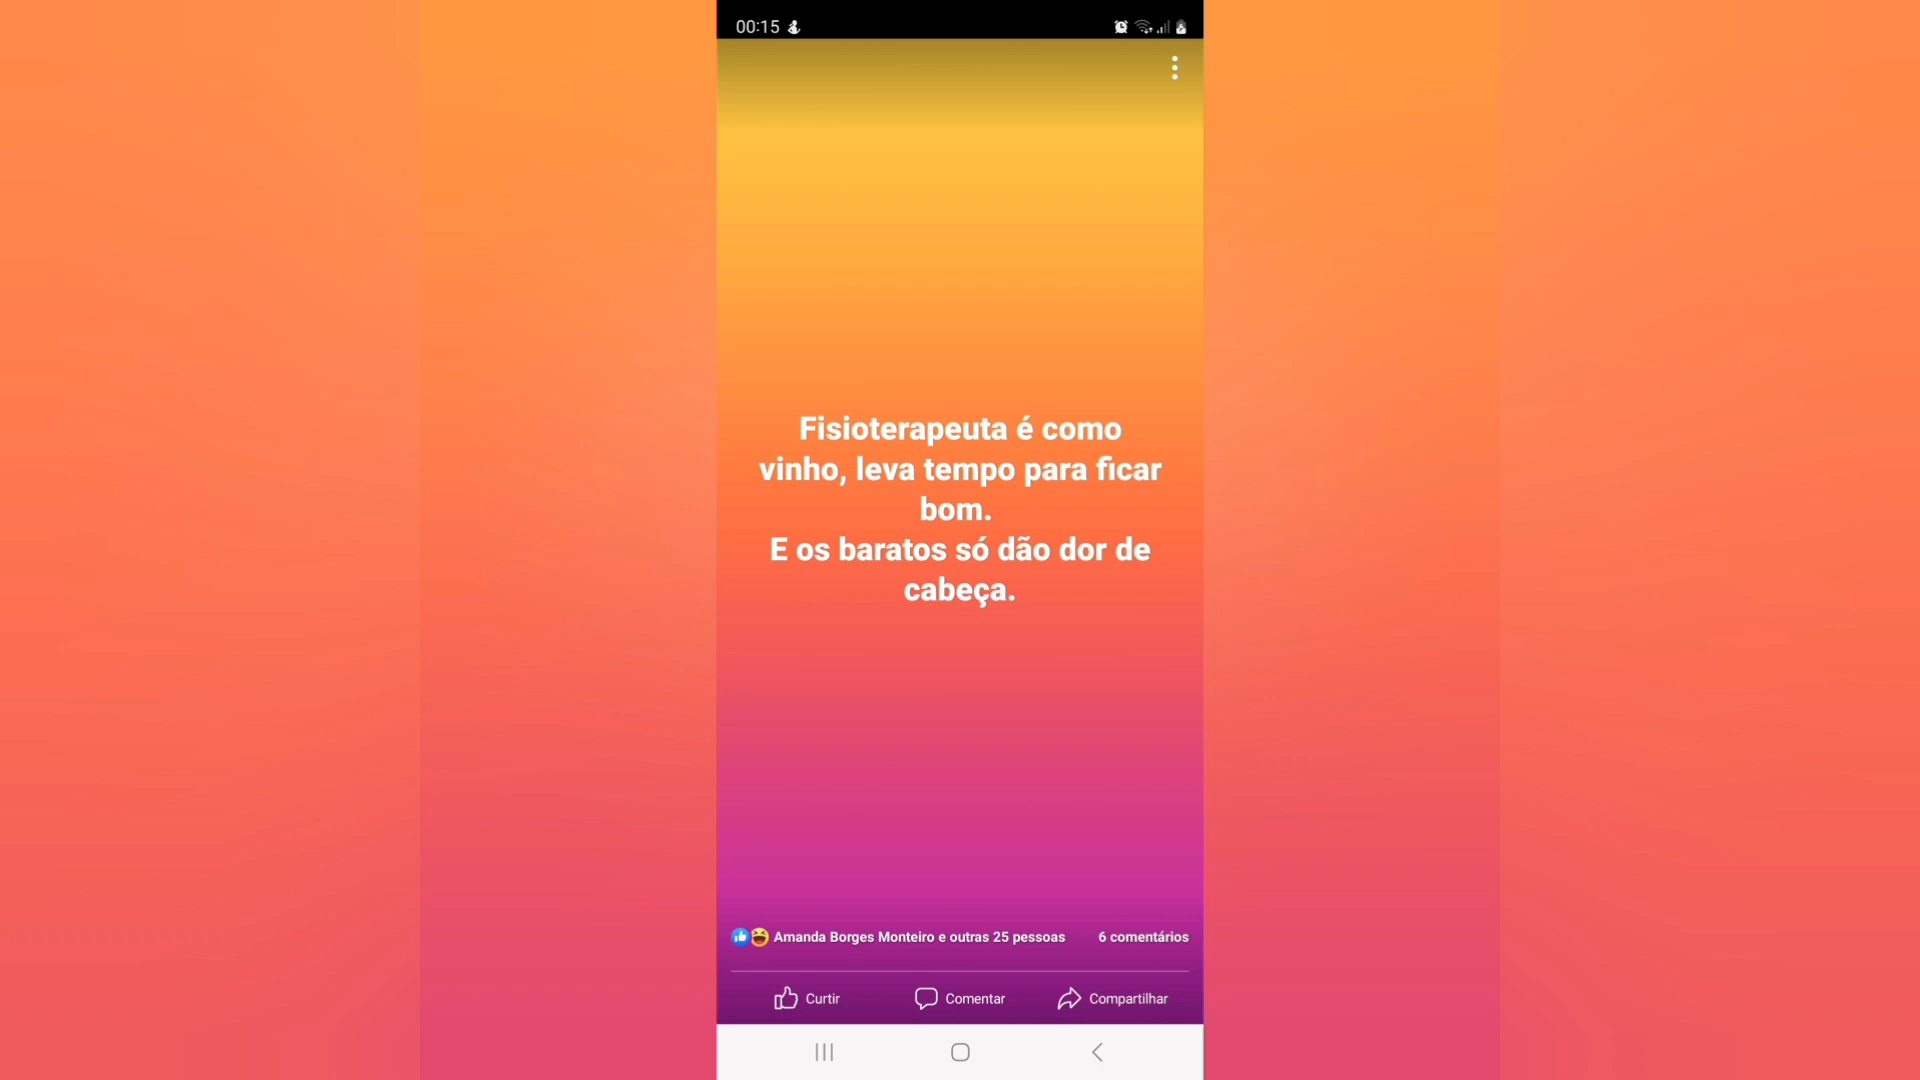 00:15
Fisioterapeuta é como
vinho, leva tempo para ficar
bom.
E os baratos só dão dor de
cabeça.
Amanda Borges Monteiro e outras 25 pessoas 6 comentários
Curtir Comentar Compartilhar